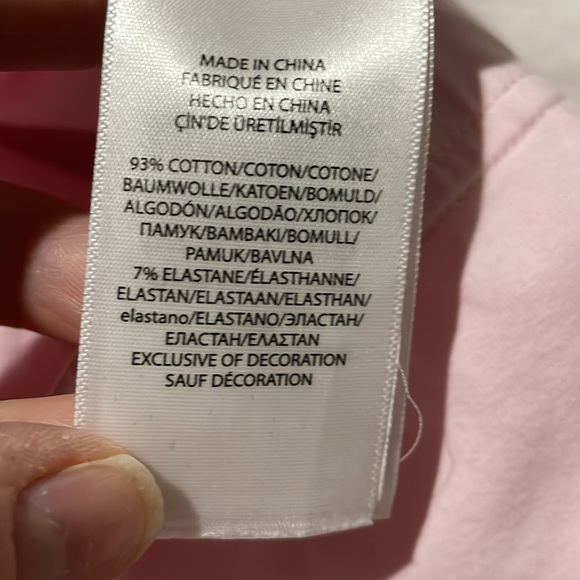 MADE IN CHINA
FABRIQUÉ EN CHINE
HECHO EN CHINA
ÇİN'DE ÜRETİLMİŞTİR
93% COTTON/COTON/COTONE/
BAUMWOLLE/KATOEN/BOMULD/
ALGODÓN/ALGODÃO/ХЛОПОК/
ПАМУК/BAMBAKI/BOMULL/
PAMUK/BAVLNA
7% ELASTANE/ÉLASTHANNE/
ELASTAN/ELASTAAN/ELASTHAN/
elastano/ELASTANO/ЭЛАСТАН/
ЕЛАСТАН/ΕΛΑΣΤΑΝ
EXCLUSIVE OF DECORATION
SAUF DÉCORATION